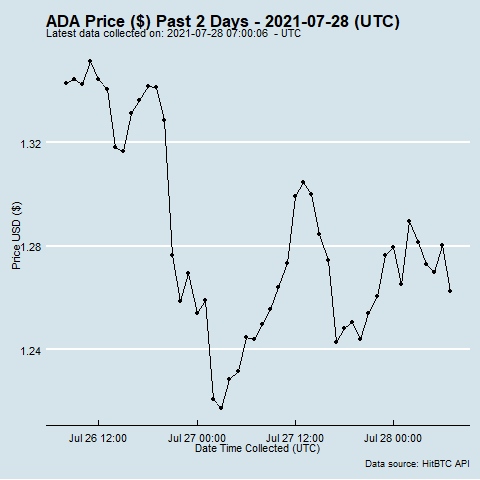 ADA Price ($) Past 2 Days - 2021-07-28 (UTC)
Latest data collected on: 2021-07-28 07:00:06 - UTC
1.32
1.28
1.24
Price USD ($)
Jul 26 12:00 Jul 27 00:00 Jul 27 12:00 Jul 28 00:00
Date Time Collected (UTC)
Data source: HitBTC API